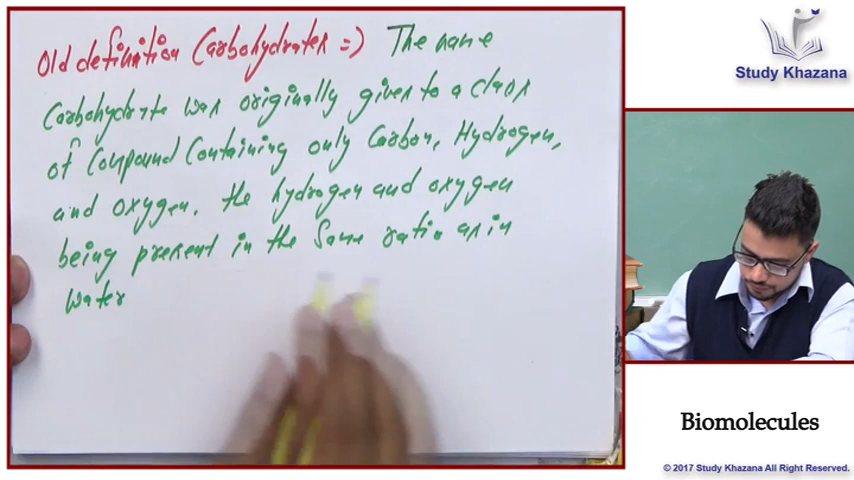 Old definition Carbohydrates => The name
Carbohydrate was originally given to a class
of Compound Containing only Carbon, Hydrogen,
and oxygen. the hydrogen and oxygen
being present in the same ratio as in
water
Study Khazana
Biomolecules
© 2017 Study Khazana All Right Reserved.